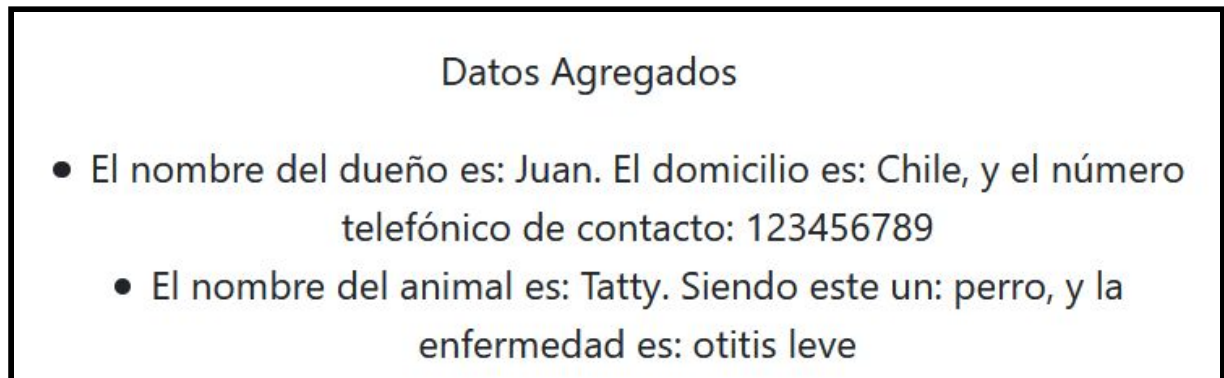 Datos Agregados
• El nombre del dueño es: Juan. El domicilio es: Chile, y el número
telefónico de contacto: 123456789
• El nombre del animal es: Tatty. Siendo este un: perro, y la
enfermedad es: otitis leve